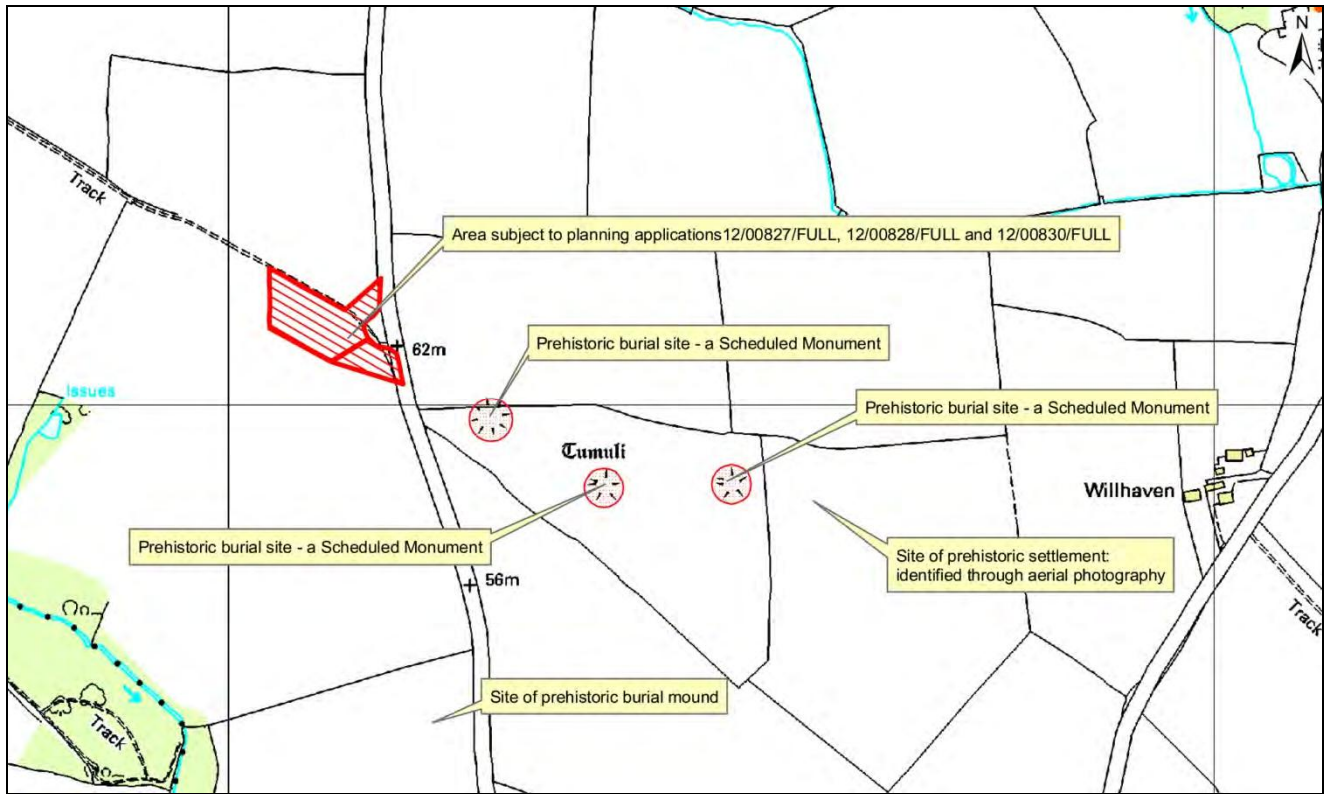 N
Track
Area subject to planning applications12/00827/FULL, 12/00828/FULL and 12/00830/FULL
Prehistoric burial site - a Scheduled Monument
62m
Issues
Prehistoric burial site - a Scheduled Monument
Tumuli
Willhaven
Prehistoric burial site - a Scheduled Monument
Site of prehistoric settlement:
identified through aerial photography
56m
Track
Site of prehistoric burial mound
Track